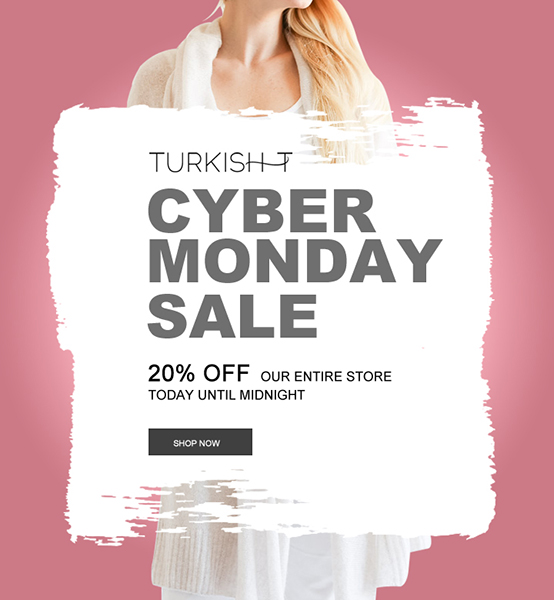 TURKISH-T
CYBER
MONDAY
SALE
20% OFF OUR ENTIRE STORE
TODAY UNTIL MIDNIGHT
SHOP NOW